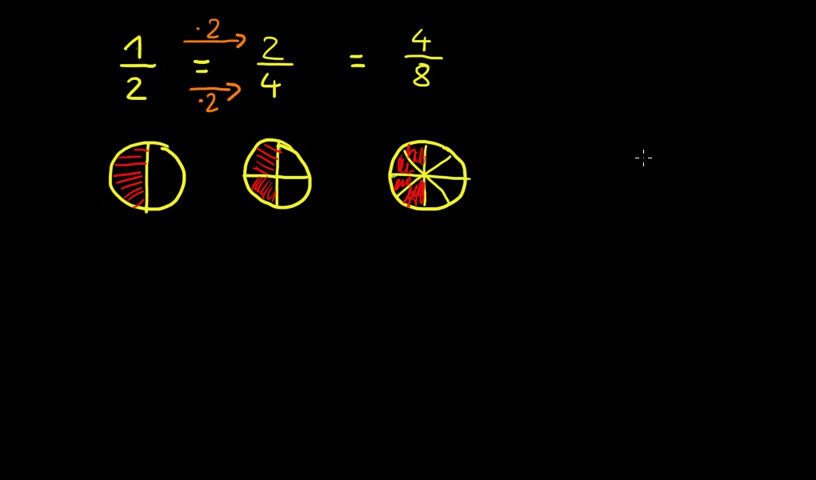 ·2
1/2 = 2/4 = 4/8
·2